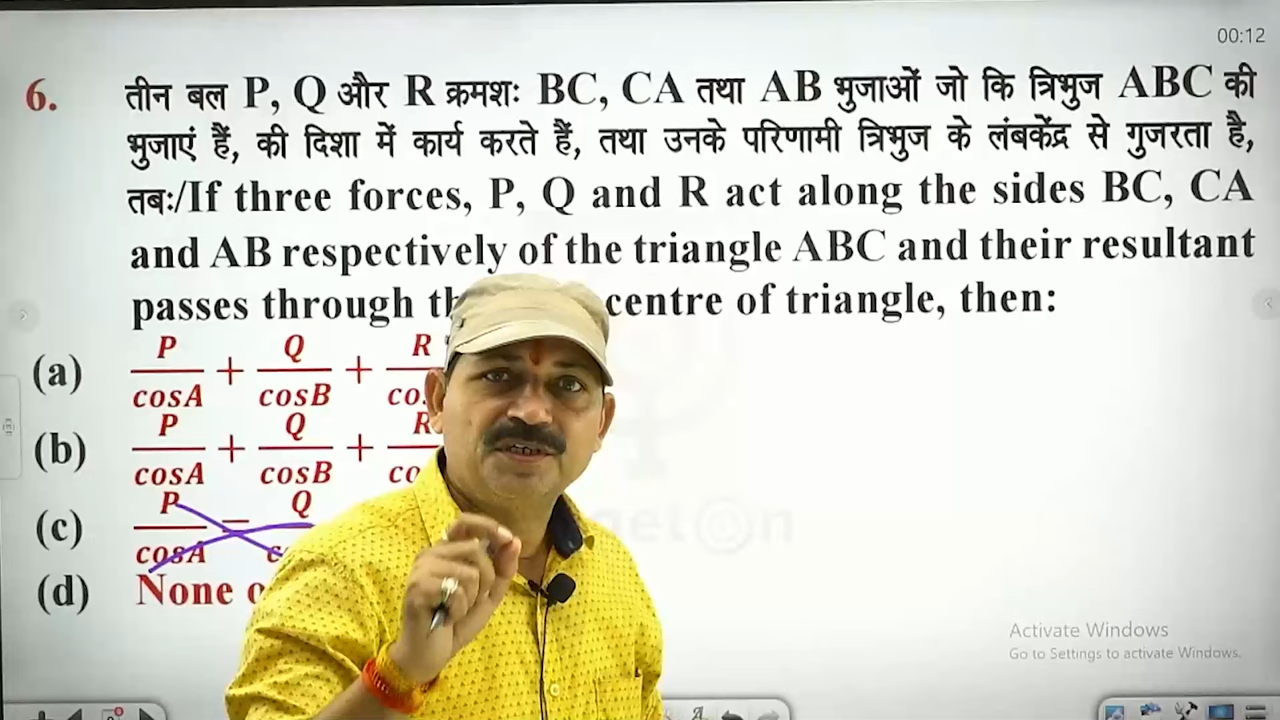 00:12
6. तीन बल P, Q और R क्रमशः BC, CA तथा AB भुजाओं जो कि त्रिभुज ABC की
भुजाएं हैं, की दिशा में कार्य करते हैं, तथा उनके परिणामी त्रिभुज के लंबकेंद्र से गुजरता है,
तबः/If three forces, P, Q and R act along the sides BC, CA
and AB respectively of the triangle ABC and their resultant
passes through centre of triangle, then:
(a) P/cosA + Q/cosB + R
(b) P/cosA + Q/cosB + R
(c) P/cosA = Q
(d) None
Activate Windows
Go to Settings to activate Windows.